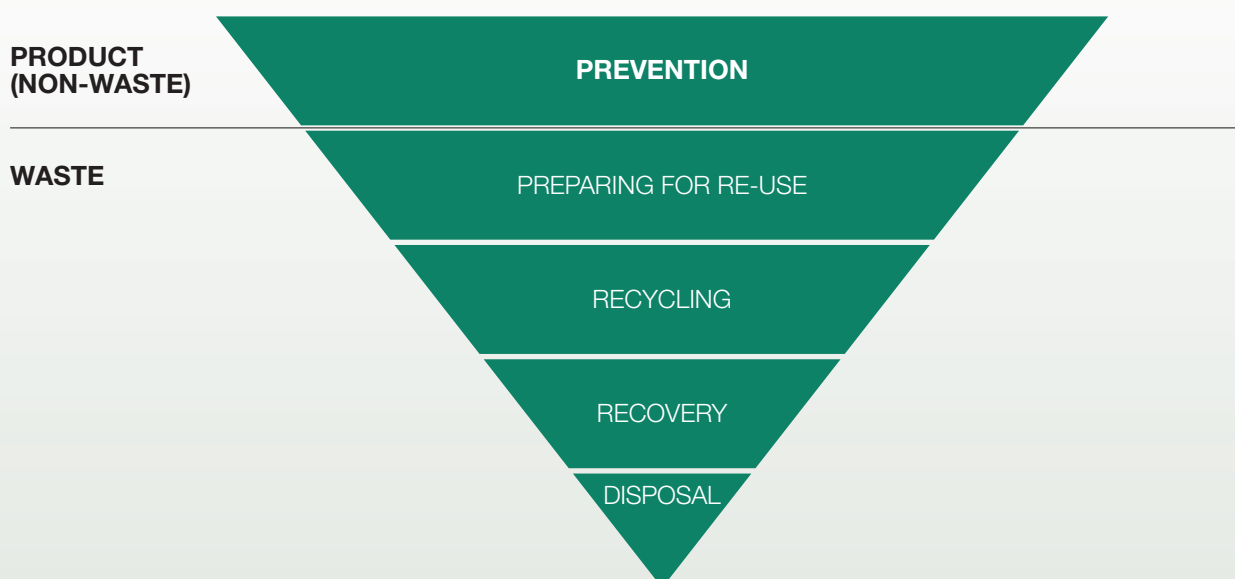 PRODUCT
(NON-WASTE)
PREVENTION
WASTE
PREPARING FOR RE-USE
RECYCLING
RECOVERY
DISPOSAL